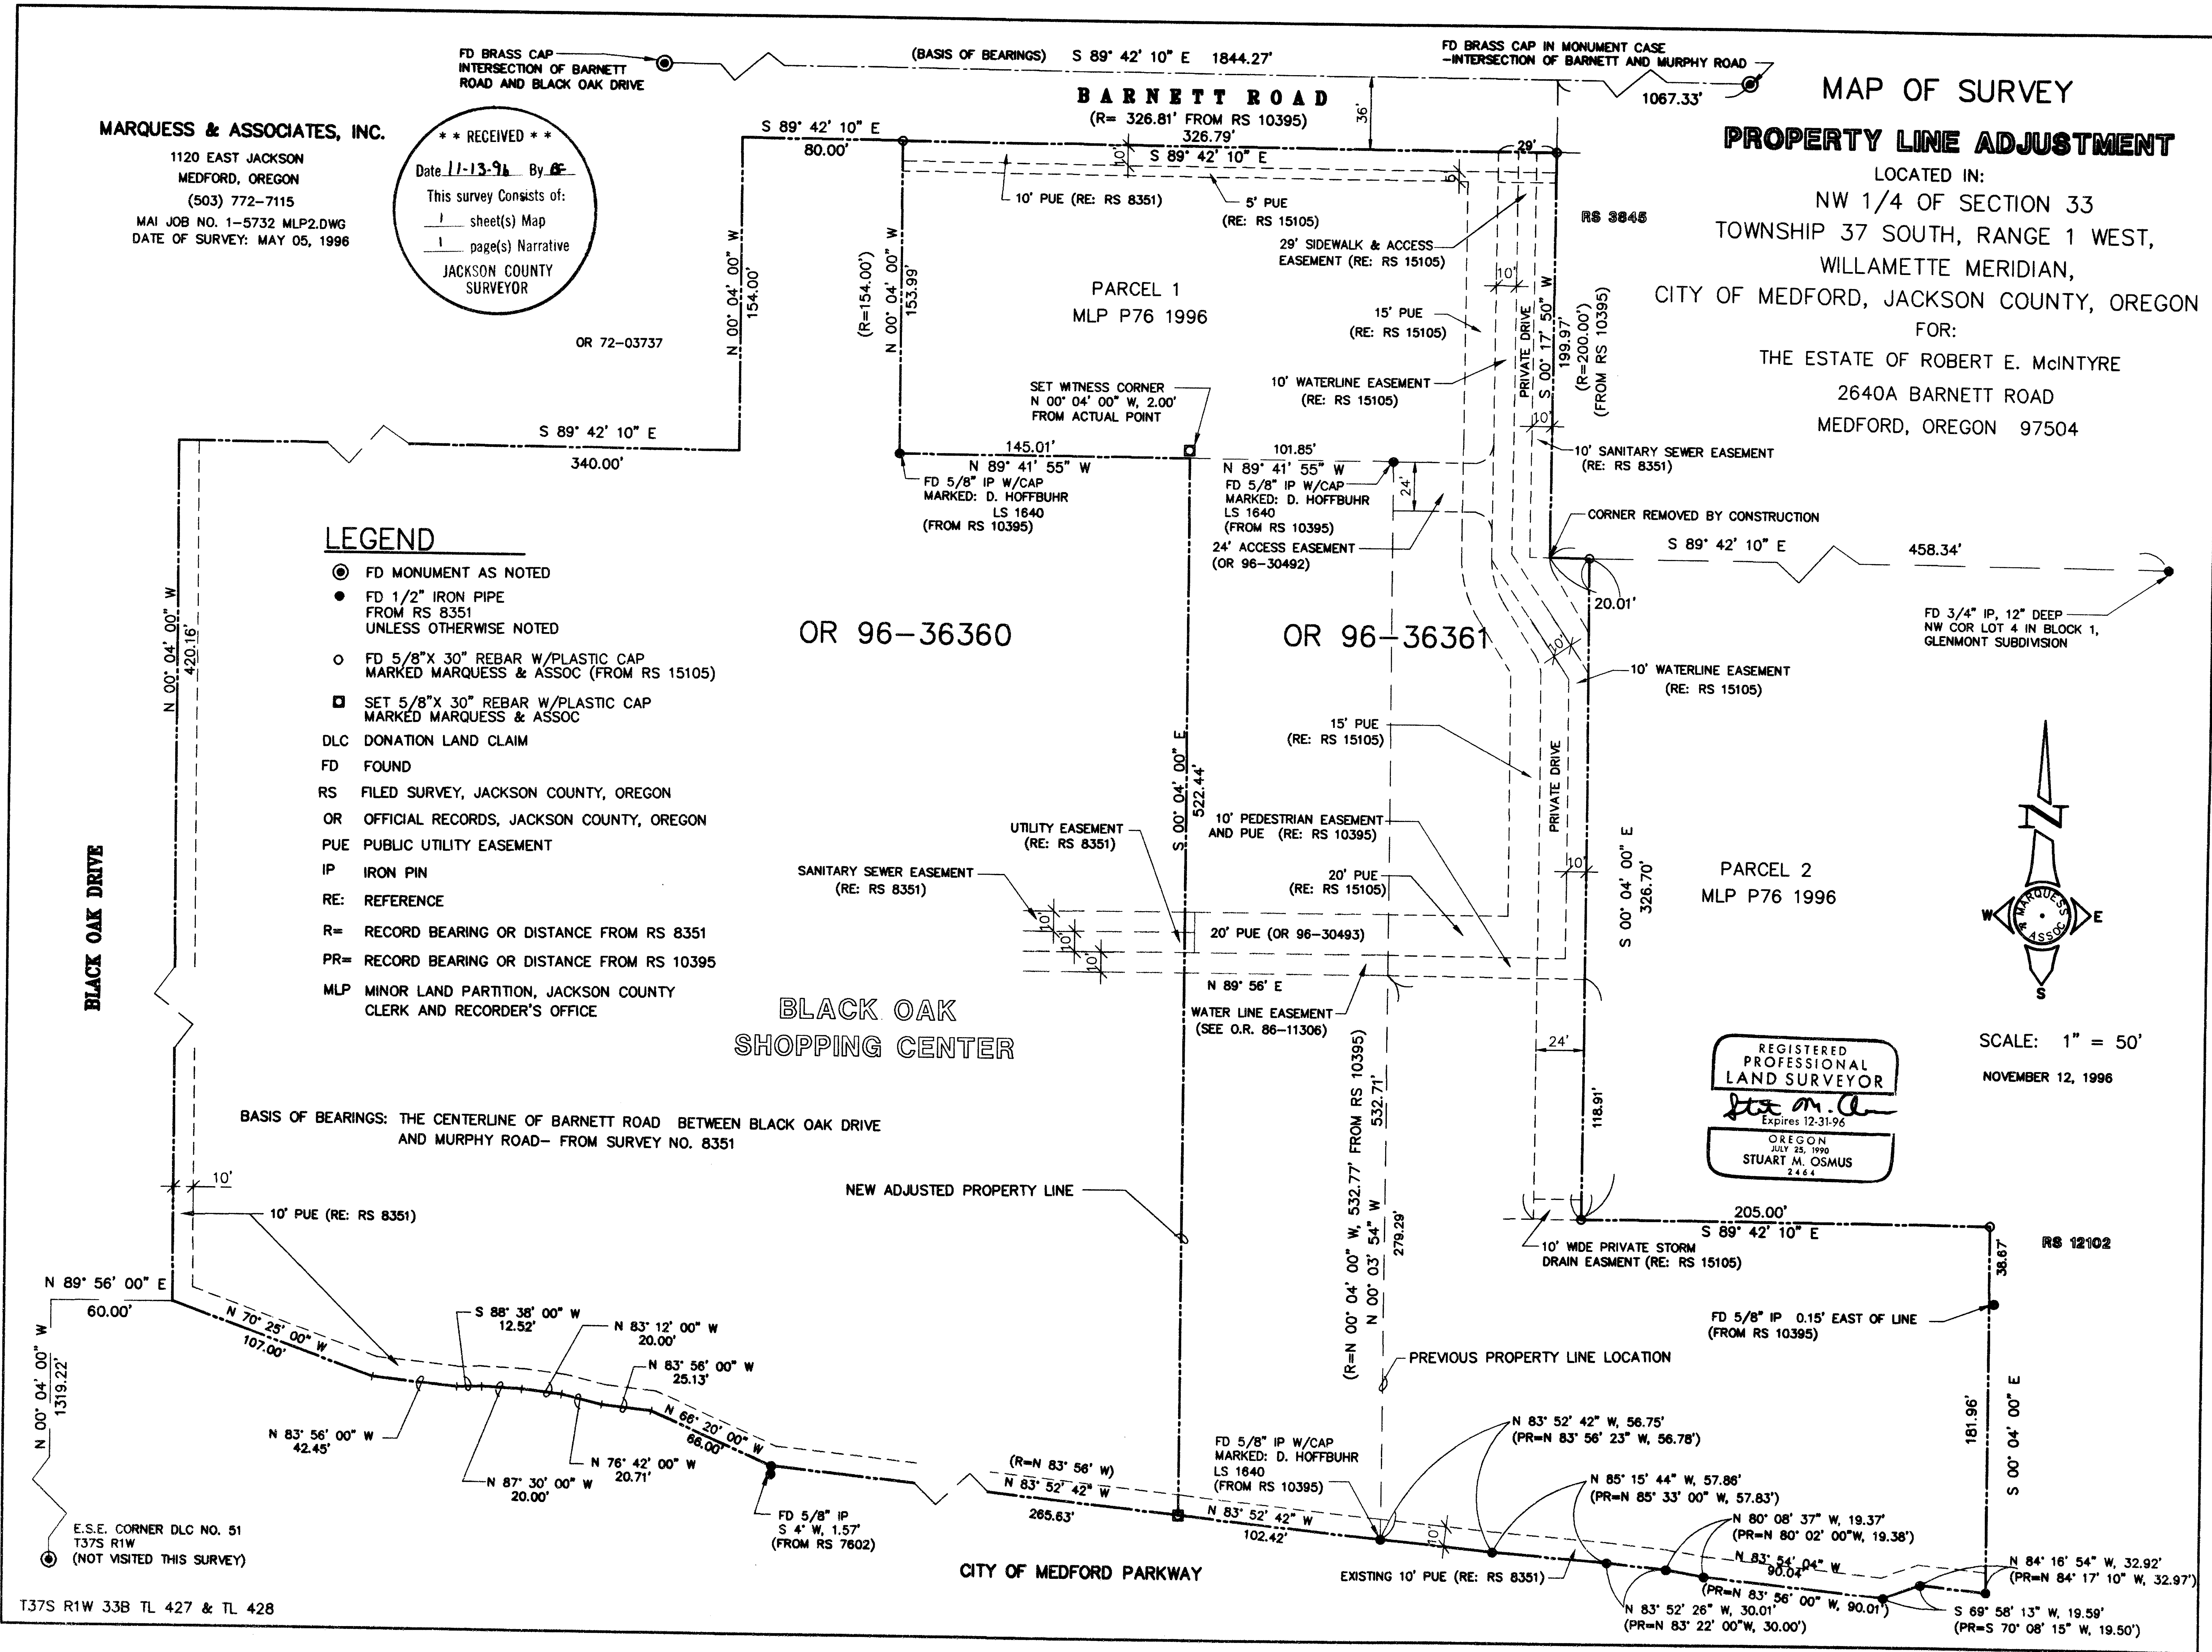 FD BRASS CAP
INTERSECTION OF BARNETT
ROAD AND BLACK OAK DRIVE
(BASIS OF BEARINGS) S 89° 42' 10" E 1844.27'
FD BRASS CAP IN MONUMENT CASE
-INTERSECTION OF BARNETT AND MURPHY ROAD
1067.33'
MAP OF SURVEY
PROPERTY LINE ADJUSTMENT
LOCATED IN:
NW 1/4 OF SECTION 33
TOWNSHIP 37 SOUTH, RANGE 1 WEST,
WILLAMETTE MERIDIAN,
CITY OF MEDFORD, JACKSON COUNTY, OREGON
FOR:
THE ESTATE OF ROBERT E. McINTYRE
2640A BARNETT ROAD
MEDFORD, OREGON 97504
MARQUESS & ASSOCIATES, INC.
1120 EAST JACKSON
MEDFORD, OREGON
(503) 772-7115
MAI JOB NO. 1-5732 MLP2.DWG
DATE OF SURVEY: MAY 05, 1996
* * RECEIVED * *
Date 11-13-96 By
This survey Consists of:
1 sheet(s) Map
1 page(s) Narrative
JACKSON COUNTY
SURVEYOR
OR 72-03737
BARNETT ROAD
(R= 326.81' FROM RS 10395)
326.79'
S 89° 42' 10" E
36'
S 89° 42' 10" E
80.00'
29'
10'
5'
10' PUE (RE: RS 8351)
5' PUE
(RE: RS 15105)
29' SIDEWALK & ACCESS
EASEMENT (RE: RS 15105)
RS 3845
N 00° 04' 00" W
154.00'
(R=154.00')
N 00° 04' 00" W
153.99'
PARCEL 1
MLP P76 1996
10'
15' PUE
(RE: RS 15105)
10' WATERLINE EASEMENT
(RE: RS 15105)
PRIVATE DRIVE
S 00° 17' 50" W
199.97'
(R=200.00')
(FROM RS 10395)
10'
SET WITNESS CORNER
N 00° 04' 00" W, 2.00'
FROM ACTUAL POINT
S 89° 42' 10" E
340.00'
145.01'
N 89° 41' 55" W
FD 5/8" IP W/CAP
MARKED: D. HOFFBUHR
LS 1640
(FROM RS 10395)
101.85'
N 89° 41' 55" W
FD 5/8" IP W/CAP
MARKED: D. HOFFBUHR
LS 1640
(FROM RS 10395)
24'
24' ACCESS EASEMENT
(OR 96-30492)
10' SANITARY SEWER EASEMENT
(RE: RS 8351)
CORNER REMOVED BY CONSTRUCTION
S 89° 42' 10" E
458.34'
20.01'
FD 3/4" IP, 12" DEEP
NW COR LOT 4 IN BLOCK 1,
GLENMONT SUBDIVISION
LEGEND
FD MONUMENT AS NOTED
FD 1/2" IRON PIPE
FROM RS 8351
UNLESS OTHERWISE NOTED
FD 5/8"X 30" REBAR W/PLASTIC CAP
MARKED MARQUESS & ASSOC (FROM RS 15105)
SET 5/8"X 30" REBAR W/PLASTIC CAP
MARKED MARQUESS & ASSOC
DLC DONATION LAND CLAIM
FD FOUND
RS FILED SURVEY, JACKSON COUNTY, OREGON
OR OFFICIAL RECORDS, JACKSON COUNTY, OREGON
PUE PUBLIC UTILITY EASEMENT
IP IRON PIN
RE: REFERENCE
R= RECORD BEARING OR DISTANCE FROM RS 8351
PR= RECORD BEARING OR DISTANCE FROM RS 10395
MLP MINOR LAND PARTITION, JACKSON COUNTY
CLERK AND RECORDER'S OFFICE
N 00° 04' 00" W
420.16'
BLACK OAK DRIVE
OR 96-36360
OR 96-36361
10'
10' WATERLINE EASEMENT
(RE: RS 15105)
15' PUE
(RE: RS 15105)
PRIVATE DRIVE
S 00° 04' 00" E
522.44'
UTILITY EASEMENT
(RE: RS 8351)
10' PEDESTRIAN EASEMENT
AND PUE (RE: RS 10395)
SANITARY SEWER EASEMENT
(RE: RS 8351)
20' PUE
(RE: RS 15105)
10'
S 00° 04' 00" E
326.70'
PARCEL 2
MLP P76 1996
N
W
E
S
MARQUESS
& ASSOC
10'
10'
10'
20' PUE (OR 96-30493)
N 89° 56' E
WATER LINE EASEMENT
(SEE O.R. 86-11306)
BLACK OAK
SHOPPING CENTER
24'
118.91'
REGISTERED
PROFESSIONAL
LAND SURVEYOR
Expires 12-31-96
OREGON
JULY 25, 1990
STUART M. OSMUS
2464
SCALE: 1" = 50'
NOVEMBER 12, 1996
BASIS OF BEARINGS: THE CENTERLINE OF BARNETT ROAD BETWEEN BLACK OAK DRIVE
AND MURPHY ROAD- FROM SURVEY NO. 8351
(R=N 00° 04' 00" W, 532.77' FROM RS 10395)
532.71'
N 00° 03' 54" W
279.29'
NEW ADJUSTED PROPERTY LINE
10'
10' PUE (RE: RS 8351)
205.00'
S 89° 42' 10" E
10' WIDE PRIVATE STORM
DRAIN EASMENT (RE: RS 15105)
RS 12102
38.67'
FD 5/8" IP 0.15' EAST OF LINE
(FROM RS 10395)
N 89° 56' 00" E
60.00'
N 00° 04' 00" W
1319.22'
N 70° 25' 00" W
107.00'
S 88° 38' 00" W
12.52'
N 83° 12' 00" W
20.00'
N 83° 56' 00" W
25.13'
N 66° 20' 00" W
66.00'
N 83° 56' 00" W
42.45'
N 87° 30' 00" W
20.00'
N 76° 42' 00" W
20.71'
PREVIOUS PROPERTY LINE LOCATION
181.96'
S 00° 04' 00" E
FD 5/8" IP
S 4° W, 1.57'
(FROM RS 7602)
(R=N 83° 56' W)
N 83° 52' 42" W
265.63'
FD 5/8" IP W/CAP
MARKED: D. HOFFBUHR
LS 1640
(FROM RS 10395)
N 83° 52' 42" W
102.42'
N 83° 52' 42" W, 56.75'
(PR=N 83° 56' 23" W, 56.78')
N 85° 15' 44" W, 57.86'
(PR=N 85° 33' 00" W, 57.83')
N 80° 08' 37" W, 19.37'
(PR=N 80° 02' 00"W, 19.38')
10'
EXISTING 10' PUE (RE: RS 8351)
N 83° 54' 04" W
90.04'
(PR=N 83° 56' 00" W, 90.01')
N 83° 52' 26" W, 30.01'
(PR=N 83° 22' 00"W, 30.00')
N 84° 16' 54" W, 32.92'
(PR=N 84° 17' 10" W, 32.97')
S 69° 58' 13" W, 19.59'
(PR=S 70° 08' 15" W, 19.50')
CITY OF MEDFORD PARKWAY
E.S.E. CORNER DLC NO. 51
T37S R1W
(NOT VISITED THIS SURVEY)
T37S R1W 33B TL 427 & TL 428